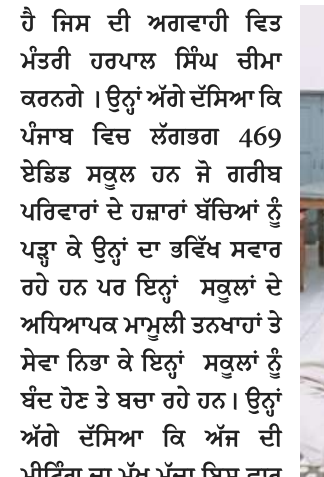 ਹੈ ਜਿਸ ਦੀ ਅਗਵਾਹੀ ਵਿਤ
ਮੰਤਰੀ ਹਰਪਾਲ ਸਿੰਘ ਚੀਮਾ
ਕਰਨਗੇ । ਉਨ੍ਹਾਂ ਅੱਗੇ ਦੱਸਿਆ ਕਿ
ਪੰਜਾਬ ਵਿਚ ਲੱਗਭਗ 469
ਏਡਿਡ ਸਕੂਲ ਹਨ ਜੋ ਗਰੀਬ
ਪਰਿਵਾਰਾਂ ਦੇ ਹਜ਼ਾਰਾਂ ਬੱਚਿਆਂ ਨੂੰ
ਪੜ੍ਹਾ ਕੇ ਉਨ੍ਹਾਂ ਦਾ ਭਵਿੱਖ ਸਵਾਰ
ਰਹੇ ਹਨ ਪਰ ਇਨ੍ਹਾਂ ਸਕੂਲਾਂ ਦੇ
ਅਧਿਆਪਕ ਮਾਮੂਲੀ ਤਨਖਾਹਾਂ ਤੇ
ਸੇਵਾ ਨਿਭਾ ਕੇ ਇਨ੍ਹਾਂ ਸਕੂਲਾਂ ਨੂੰ
ਬੰਦ ਹੋਣ ਤੇ ਬਚਾ ਰਹੇ ਹਨ। ਉਨ੍ਹਾਂ
ਅੱਗੇ ਦੱਸਿਆ ਕਿ ਅੱਜ ਦੀ
ਮੀਟਿੰਗ ਦਾ ਮੁੱਖ ਮੁੱਦਾ ਇਸ ਵਾਰ